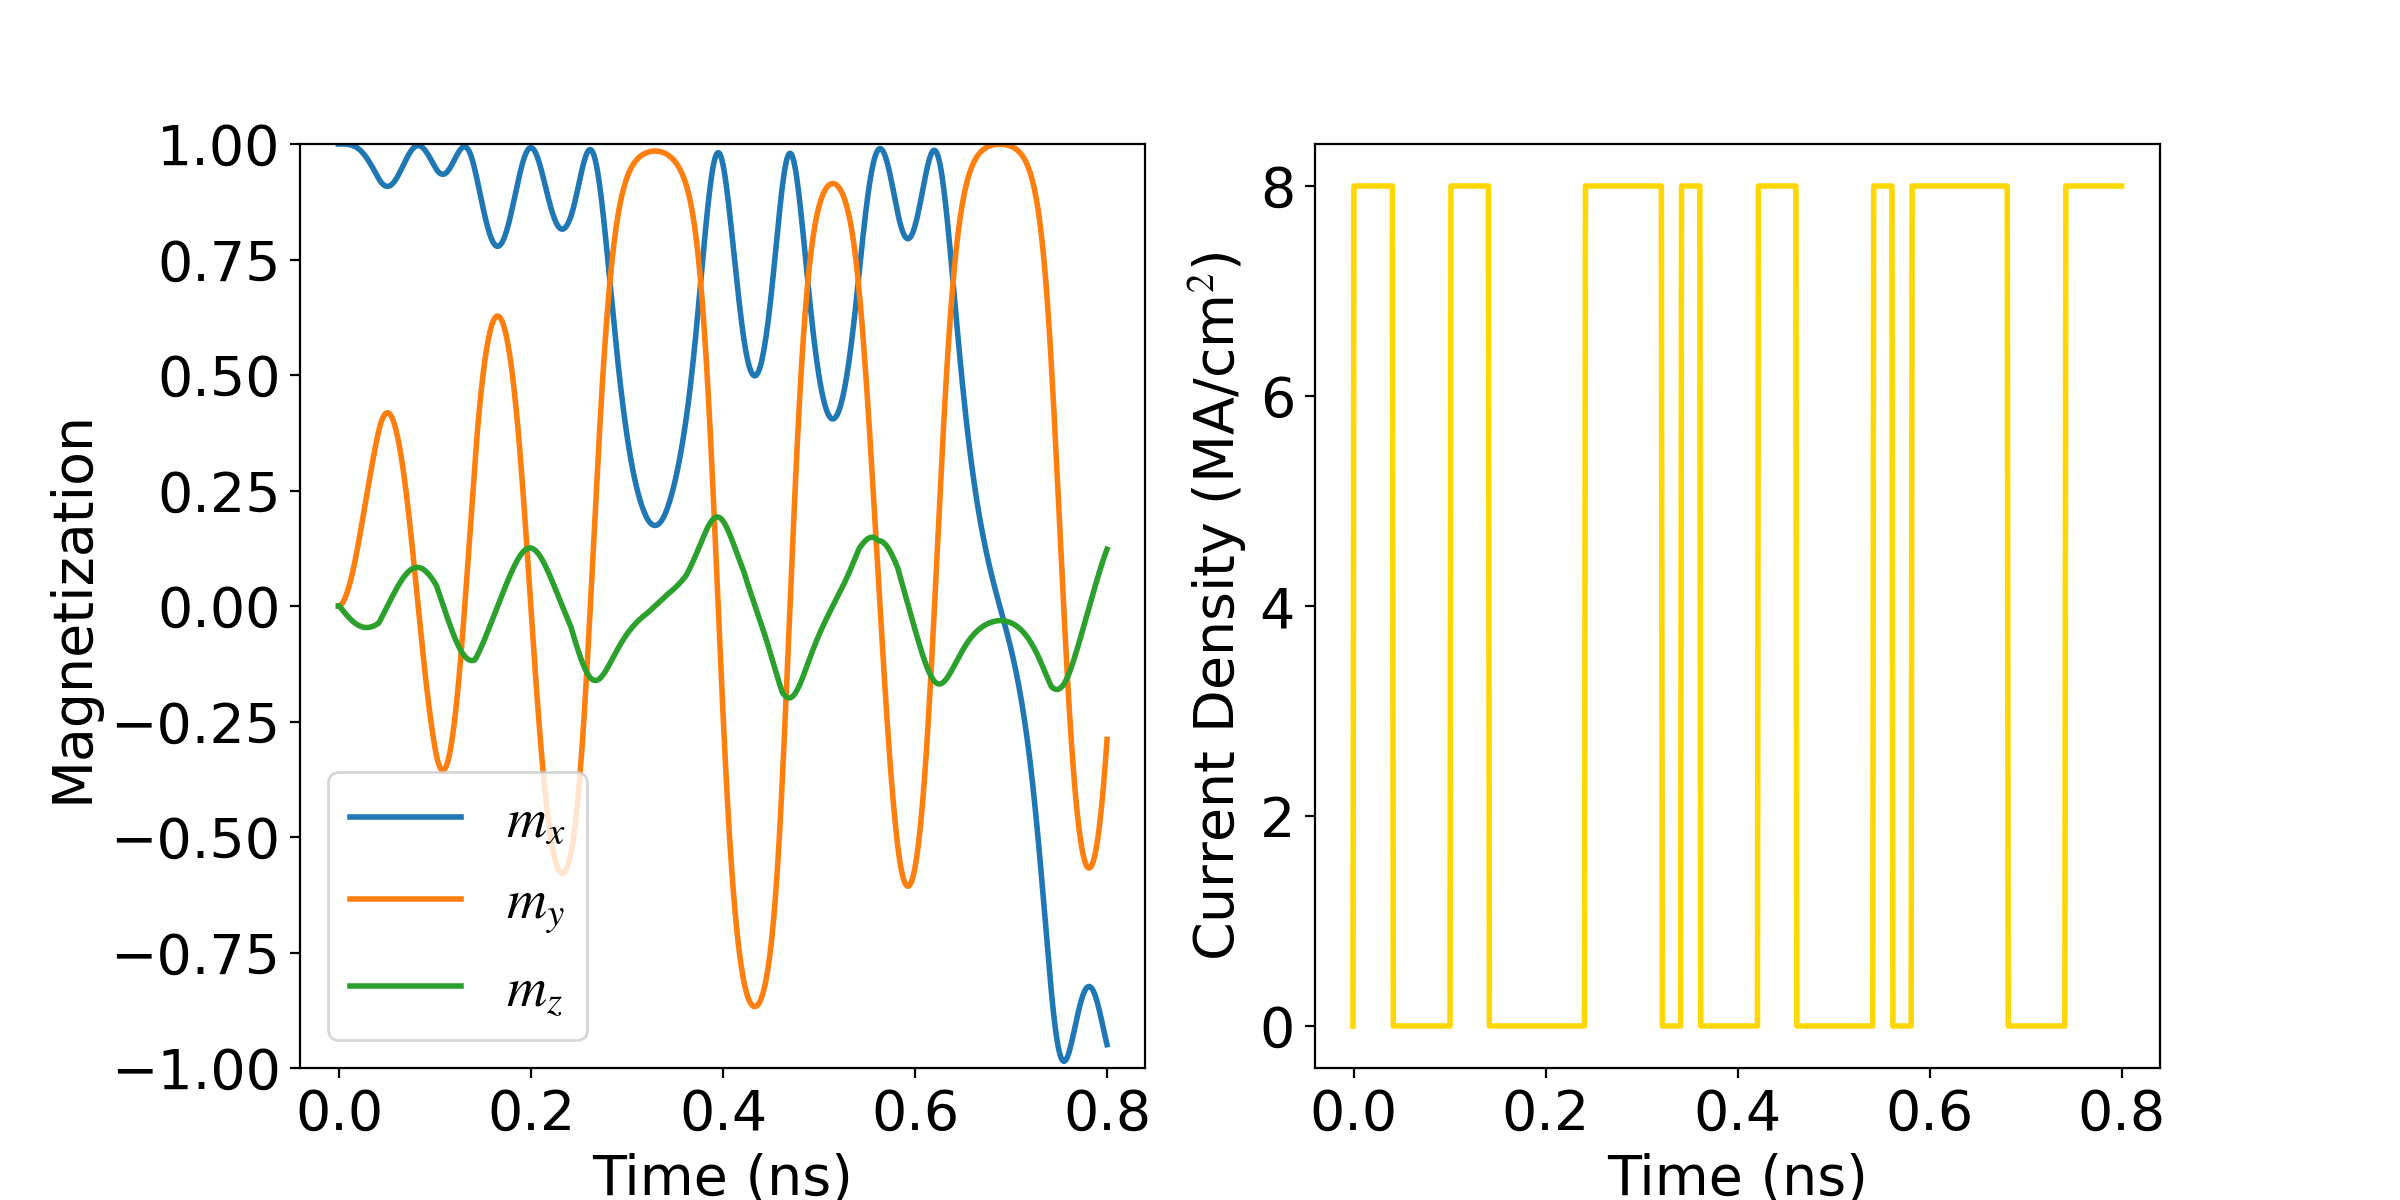 Magnetization
1.00
0.75
0.50
0.25
0.00
−0.25
−0.50
−0.75
−1.00
0.0 0.2 0.4 0.6 0.8
Time (ns)
m_x
m_y
m_z
Current Density (MA/cm²)
8
6
4
2
0
0.0 0.2 0.4 0.6 0.8
Time (ns)